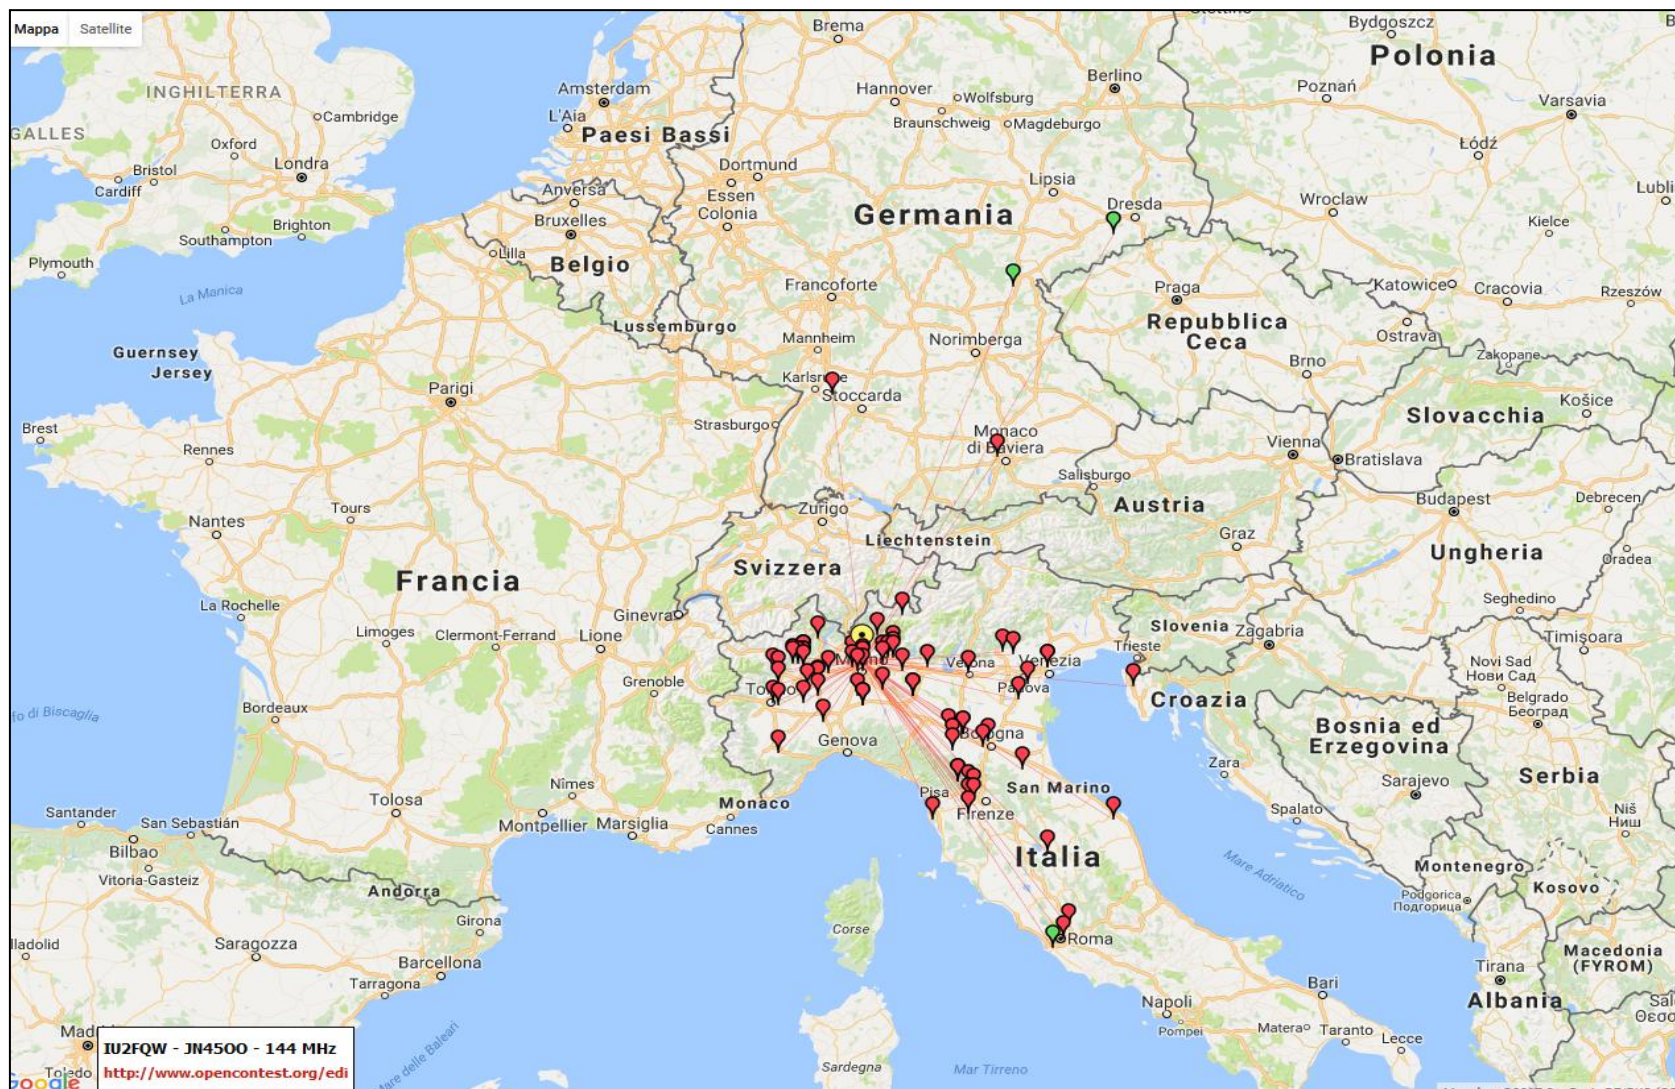 Mappa Satellite
Brema
Bydgoszcz
Polonia
INGHILTERRA
Amsterdam
Hannover
Wolfsburg
Berlino
Poznań
Varsavia
GALLES
Cambridge
L'Aia
Paesi Bassi
Braunschweig
Magdeburgo
Oxford
Londra
Łódź
Bristol
Cardiff
Anversa
Dortmund
Essen
Lipsia
Dresda
Wroclaw
Kielce
Brighton
Southampton
Bruxelles
Colonia
Germania
Plymouth
Lilla
Belgio
La Manica
Francoforte
Praga
Katowice
Cracovia
Rzeszów
Lussemburgo
Mannheim
Norimberga
Repubblica
Ceca
Ostrava
Guernsey
Jersey
Zakopane
Brno
Parigi
Stoccarda
Slovacchia
Košice
Brest
Rennes
Strasburgo
Monaco
di Baviera
Vienna
Bratislava
Salisburgo
Austria
Budapest
Debrecen
Tours
Nantes
Zurigo
Liechtenstein
Graz
Ungheria
Oradea
Svizzera
Francia
La Rochelle
Ginevra
Seghedino
Limoges
Clermont-Ferrand
Lione
Slovenia
Zagabria
Timișoara
Trieste
Verona
Venezia
Novi Sad
Нови Сад
Grenoble
Padova
Croazia
Belgrado
Београд
Bordeaux
Bosnia ed
Erzegovina
Genova
Bologna
Zara
Sarajevo
Serbia
Nîmes
San Marino
Pisa
Tolosa
Monaco
Firenze
Spalato
Niš
Ниш
Santander
San Sebastián
Montpellier
Marsiglia
Cannes
Bilbao
Vitoria-Gasteiz
Italia
Mare Adriatico
Montenegro
Kosovo
Andorra
Podgorica
Подгорица
Girona
Corse
Roma
Saragozza
Barcellona
Macedonia
(FYROM)
Tirana
Tarragona
Bari
Albania
Napoli
Pompei
Matera
Taranto
Lecce
IU2FQW - JN45OO - 144 MHz
http://www.opencontest.org/edi
Toledo
Google
Mare delle Baleari
Sardegna
Mar Tirreno